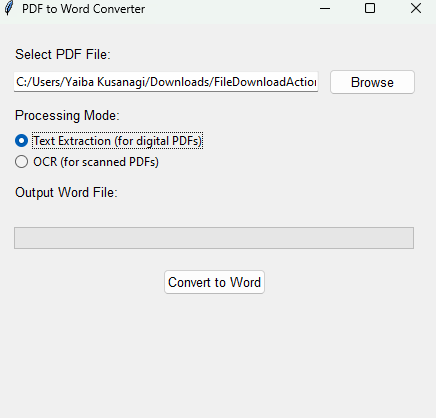 PDF to Word Converter
Select PDF File:
C:/Users/Yaiba Kusanagi/Downloads/FileDownloadAction
Browse
Processing Mode:
Text Extraction (for digital PDFs)
OCR (for scanned PDFs)
Output Word File:
Convert to Word